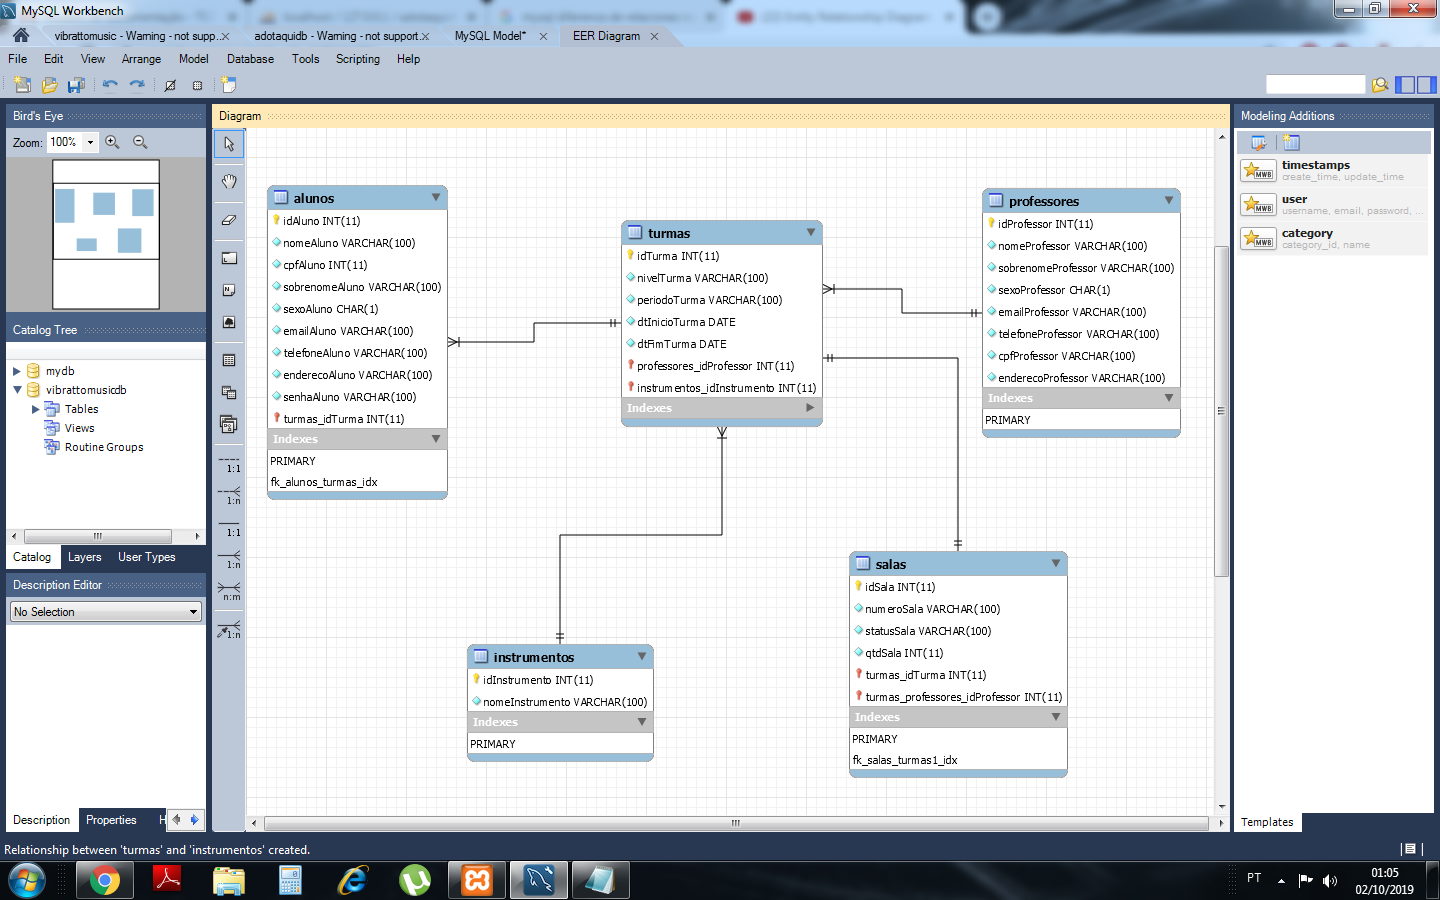 MySQL Workbench
vibrattomusic - Warning - not supp...
adotaquidb - Warning - not support...
MySQL Model*
EER Diagram
File Edit View Arrange Model Database Tools Scripting Help
Bird's Eye
Zoom: 100%
Catalog Tree
mydb
vibrattomusicdb
Tables
Views
Routine Groups
Catalog Layers User Types
Description Editor
No Selection
Description Properties H
Diagram
1:1
1:n
1:1
1:n
n:m
1:n
alunos
idAluno INT(11)
nomeAluno VARCHAR(100)
cpfAluno INT(11)
sobrenomeAluno VARCHAR(100)
sexoAluno CHAR(1)
emailAluno VARCHAR(100)
telefoneAluno VARCHAR(100)
enderecoAluno VARCHAR(100)
senhaAluno VARCHAR(100)
turmas_idTurma INT(11)
Indexes
PRIMARY
fk_alunos_turmas_idx
turmas
idTurma INT(11)
nivelTurma VARCHAR(100)
periodoTurma VARCHAR(100)
dtInicioTurma DATE
dtFimTurma DATE
professores_idProfessor INT(11)
instrumentos_idInstrumento INT(11)
Indexes
professores
idProfessor INT(11)
nomeProfessor VARCHAR(100)
sobrenomeProfessor VARCHAR(100)
sexoProfessor CHAR(1)
emailProfessor VARCHAR(100)
telefoneProfessor VARCHAR(100)
cpfProfessor VARCHAR(100)
enderecoProfessor VARCHAR(100)
Indexes
PRIMARY
instrumentos
idInstrumento INT(11)
nomeInstrumento VARCHAR(100)
Indexes
PRIMARY
salas
idSala INT(11)
numeroSala VARCHAR(100)
statusSala VARCHAR(100)
qtdSala INT(11)
turmas_idTurma INT(11)
turmas_professores_idProfessor INT(11)
Indexes
PRIMARY
fk_salas_turmas1_idx
Modeling Additions
MWB
timestamps
create_time, update_time
MWB
user
username, email, password, ...
MWB
category
category_id, name
Templates
Relationship between 'turmas' and 'instrumentos' created.
PT
01:05
02/10/2019